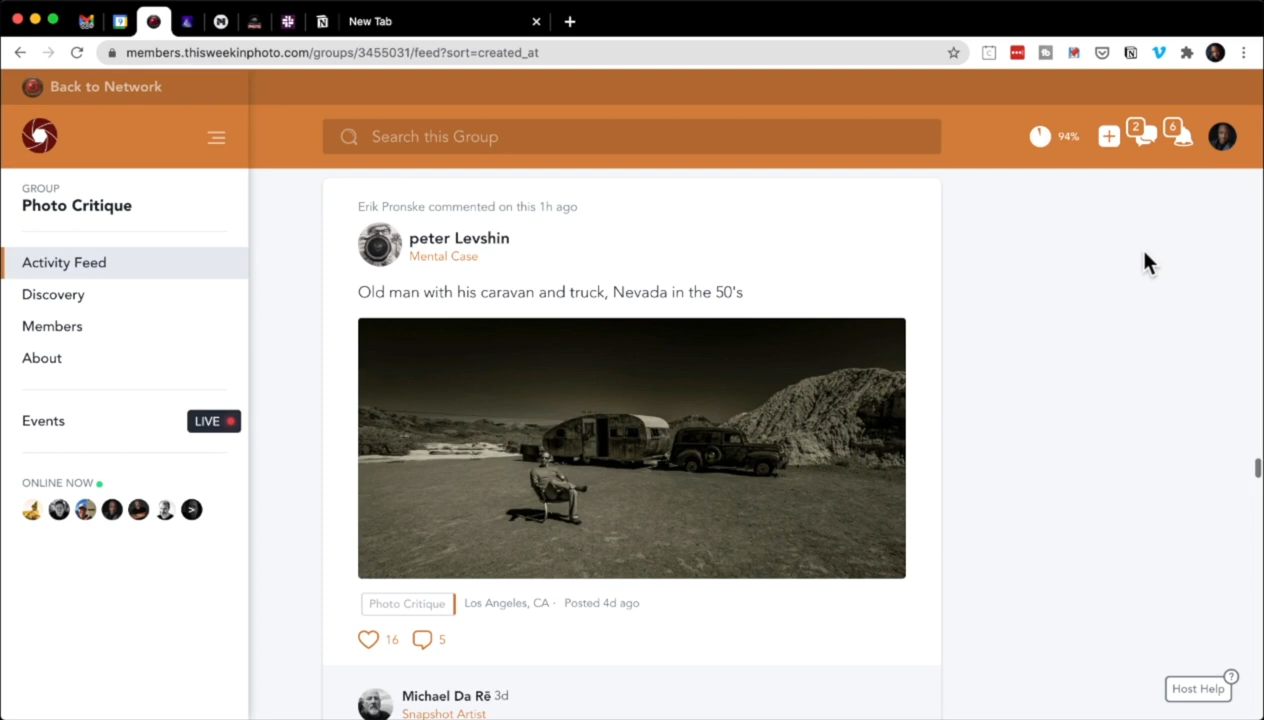 New Tab
members.thisweekinphoto.com/groups/3455031/feed?sort=created_at
Back to Network
Search this Group
94%
2
6
GROUP
Photo Critique
Activity Feed
Discovery
Members
About
Events
LIVE
ONLINE NOW
Erik Pronske commented on this 1h ago
peter Levshin
Mental Case
Old man with his caravan and truck, Nevada in the 50's
Photo Critique Los Angeles, CA · Posted 4d ago
16 5
Michael Da Rē 3d
Snapshot Artist
Host Help
?